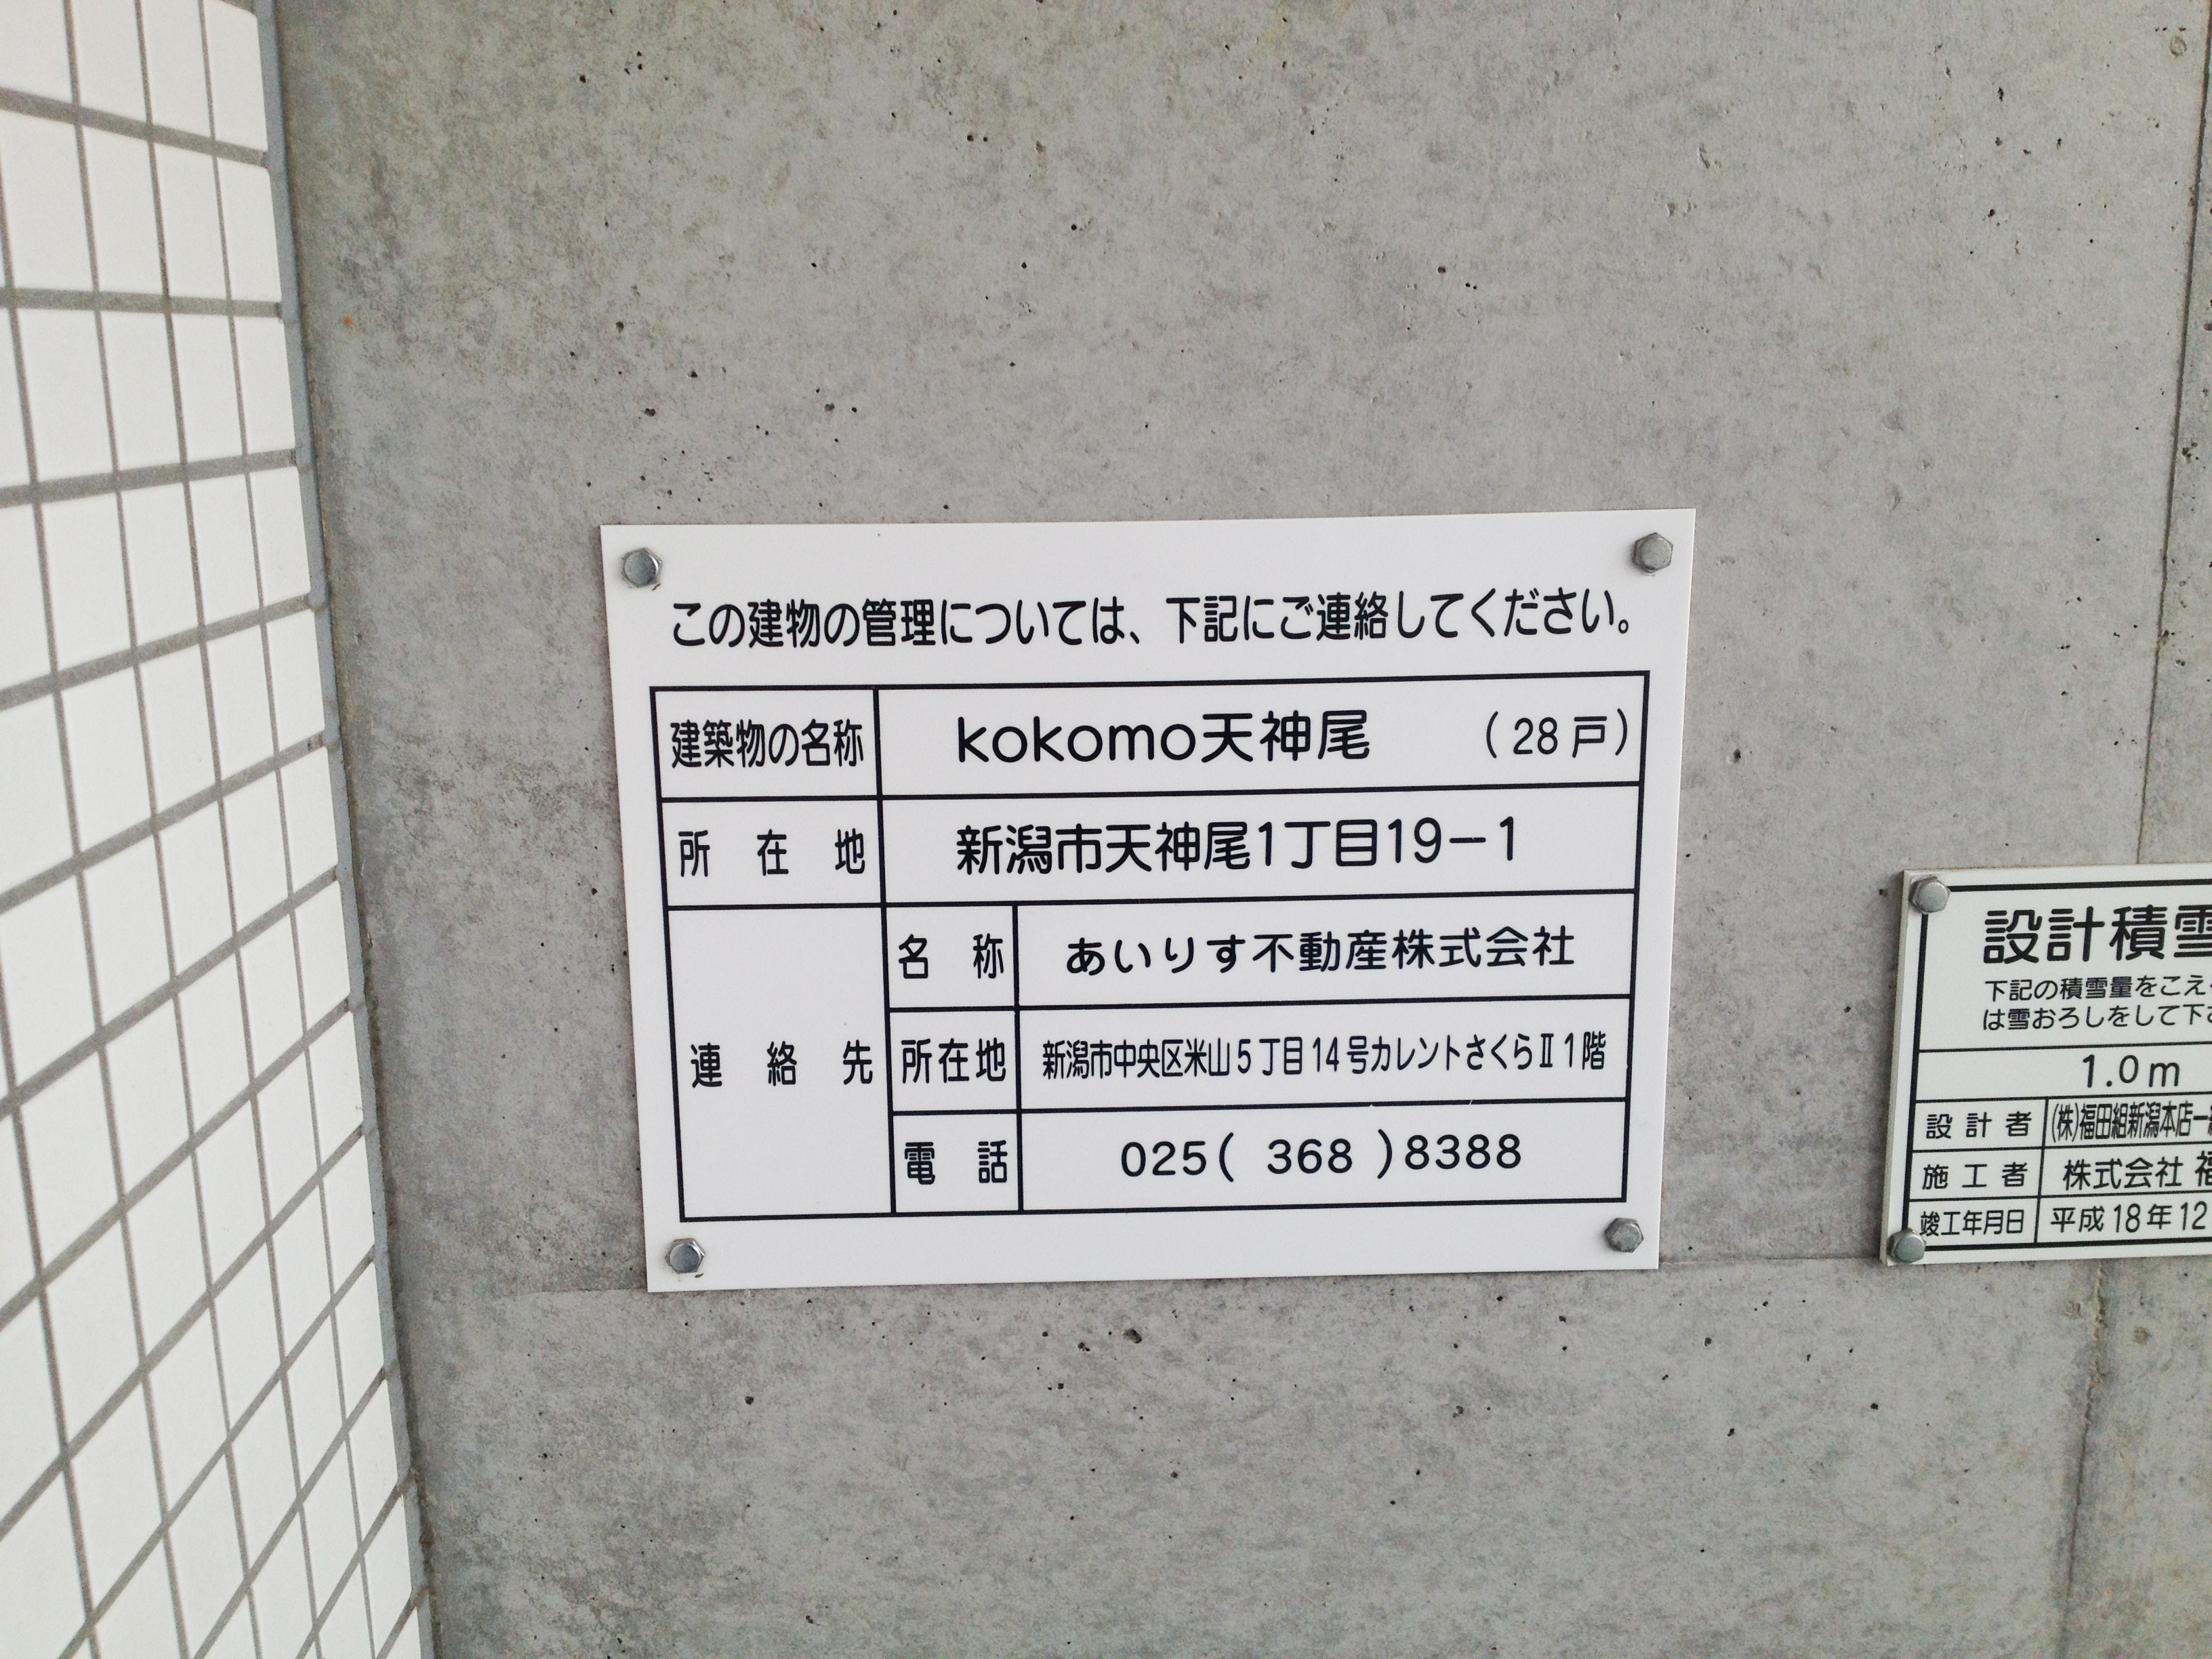 この建物の管理については、下記にご連絡してください。
建築物の名称 kokomo天神尾 (28戸)
所在地 新潟市天神尾1丁目19-1
連絡先
名称 あいりす不動産株式会社
所在地 新潟市中央区米山5丁目14号カレントさくらⅡ1階
電話 025( 368 )8388
設計積雪
下記の積雪量をこえ
は雪おろしをして下
1.0m
設計者 (株)福田組新潟本店一
施工者 株式会社
竣工年月日 平成18年12